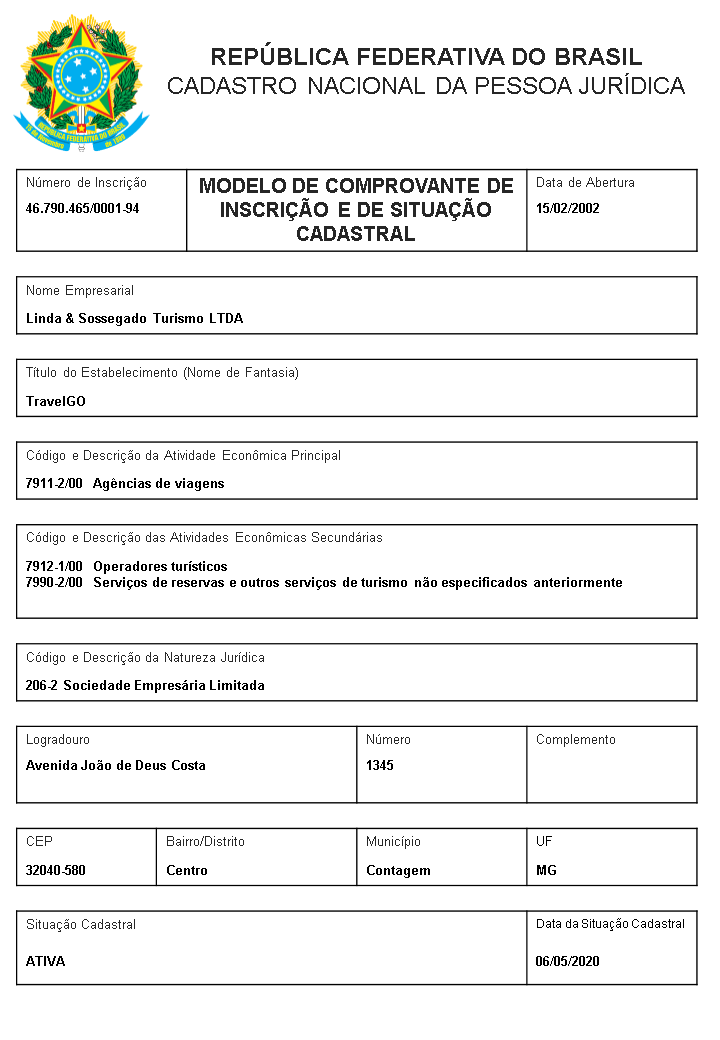 REPÚBLICA FEDERATIVA DO BRASIL
CADASTRO NACIONAL DA PESSOA JURÍDICA
REPÚBLICA FEDERATIVA DO BRASIL
15 de Novembro
de 1889
Número de Inscrição
46.790.465/0001-94
MODELO DE COMPROVANTE DE
INSCRIÇÃO E DE SITUAÇÃO
CADASTRAL
Data de Abertura
15/02/2002
Nome Empresarial
Linda & Sossegado Turismo LTDA
Título do Estabelecimento (Nome de Fantasia)
TravelGO
Código e Descrição da Atividade Econômica Principal
7911-2/00 Agências de viagens
Código e Descrição das Atividades Econômicas Secundárias
7912-1/00 Operadores turísticos
7990-2/00 Serviços de reservas e outros serviços de turismo não especificados anteriormente
Código e Descrição da Natureza Jurídica
206-2 Sociedade Empresária Limitada
Logradouro
Avenida João de Deus Costa
Número
1345
Complemento
CEP
32040-580
Bairro/Distrito
Centro
Município
Contagem
UF
MG
Situação Cadastral
ATIVA
Data da Situação Cadastral
06/05/2020